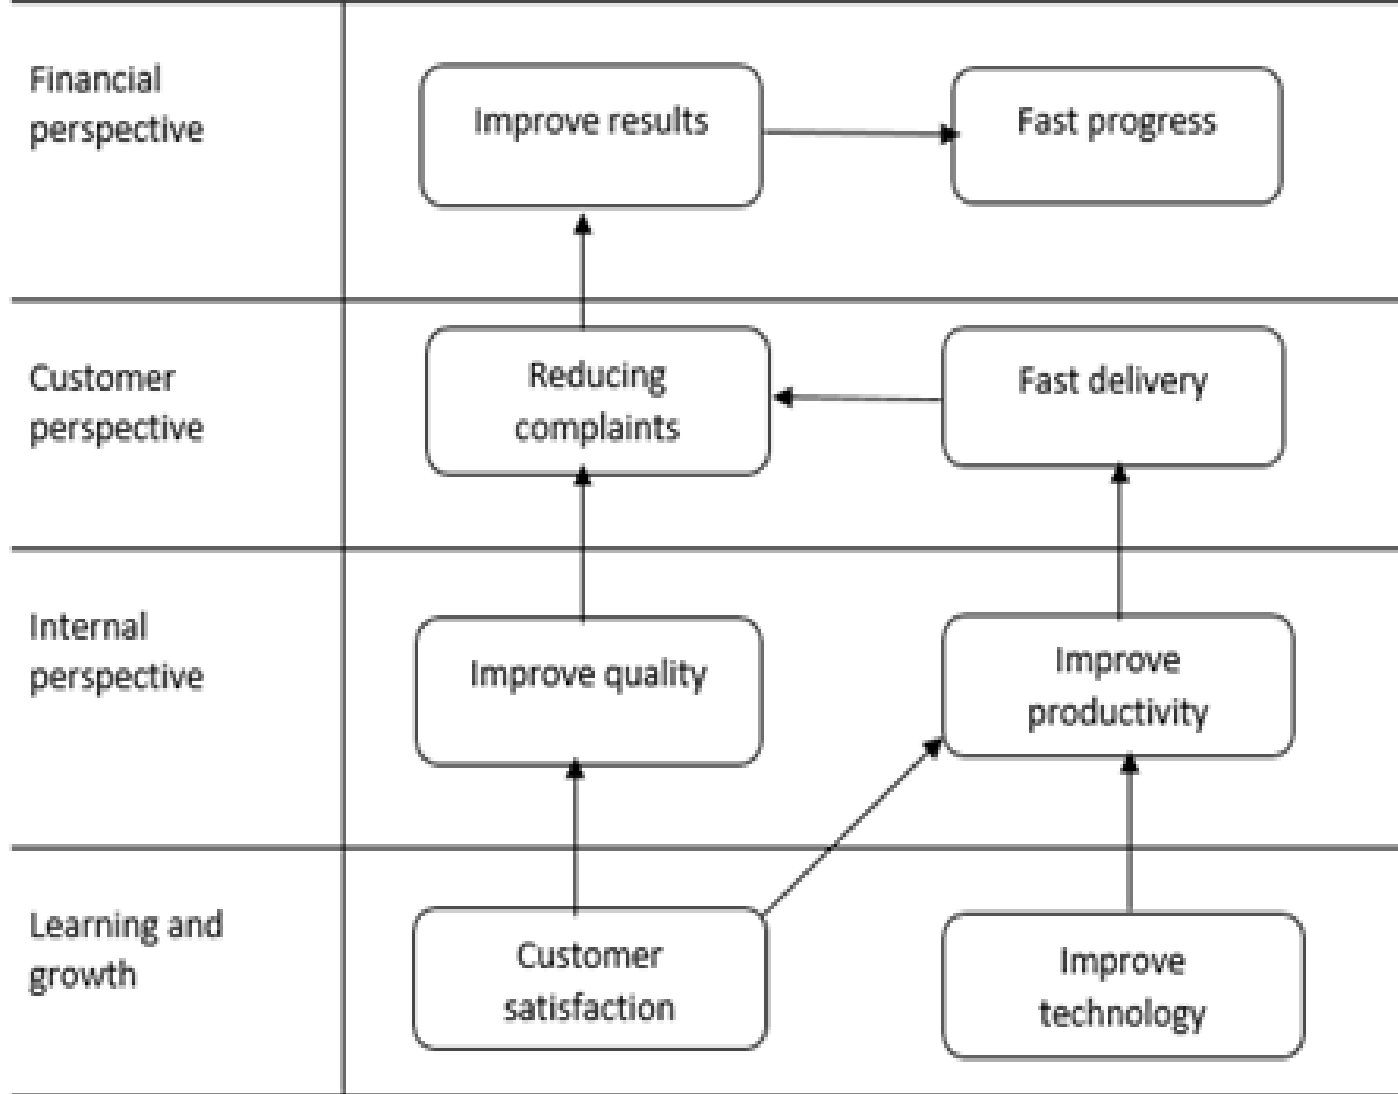 Financial
perspective
Improve results
Fast progress
Customer
perspective
Reducing
complaints
Fast delivery
Internal
perspective
Improve quality
Improve
productivity
Learning and
growth
Customer
satisfaction
Improve
technology